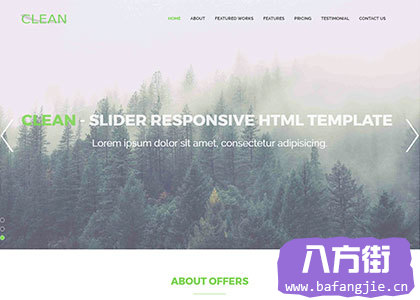 CLEAN
HOME ABOUT FEATURED WORKS FEATURES PRICING TESTIMONIAL CONTACT US
CLEAN - SLIDER RESPONSIVE HTML TEMPLATE
Lorem ipsum dolor sit amet, consectetur adipiscing.
ABOUT OFFERS
八方街
www.bafangjie.cn